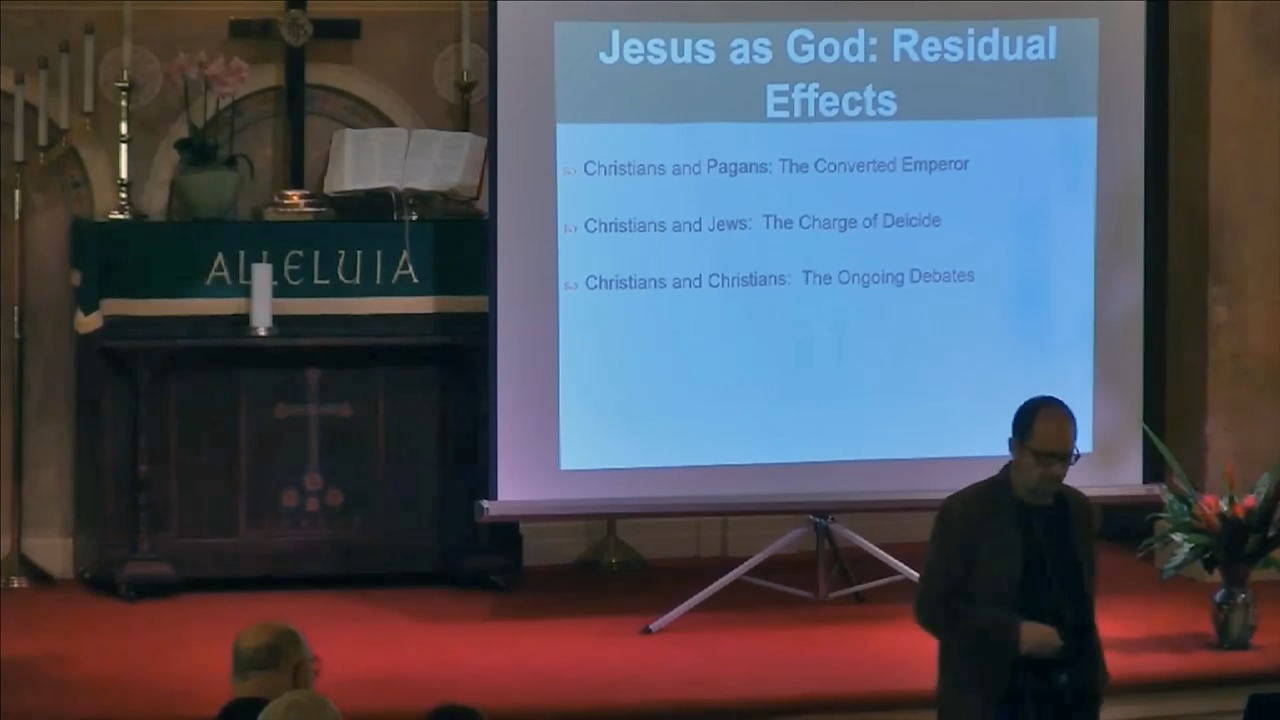 Jesus as God: Residual
Effects
Christians and Pagans: The Converted Emperor
Christians and Jews: The Charge of Deicide
Christians and Christians: The Ongoing Debates
ALLELUIA